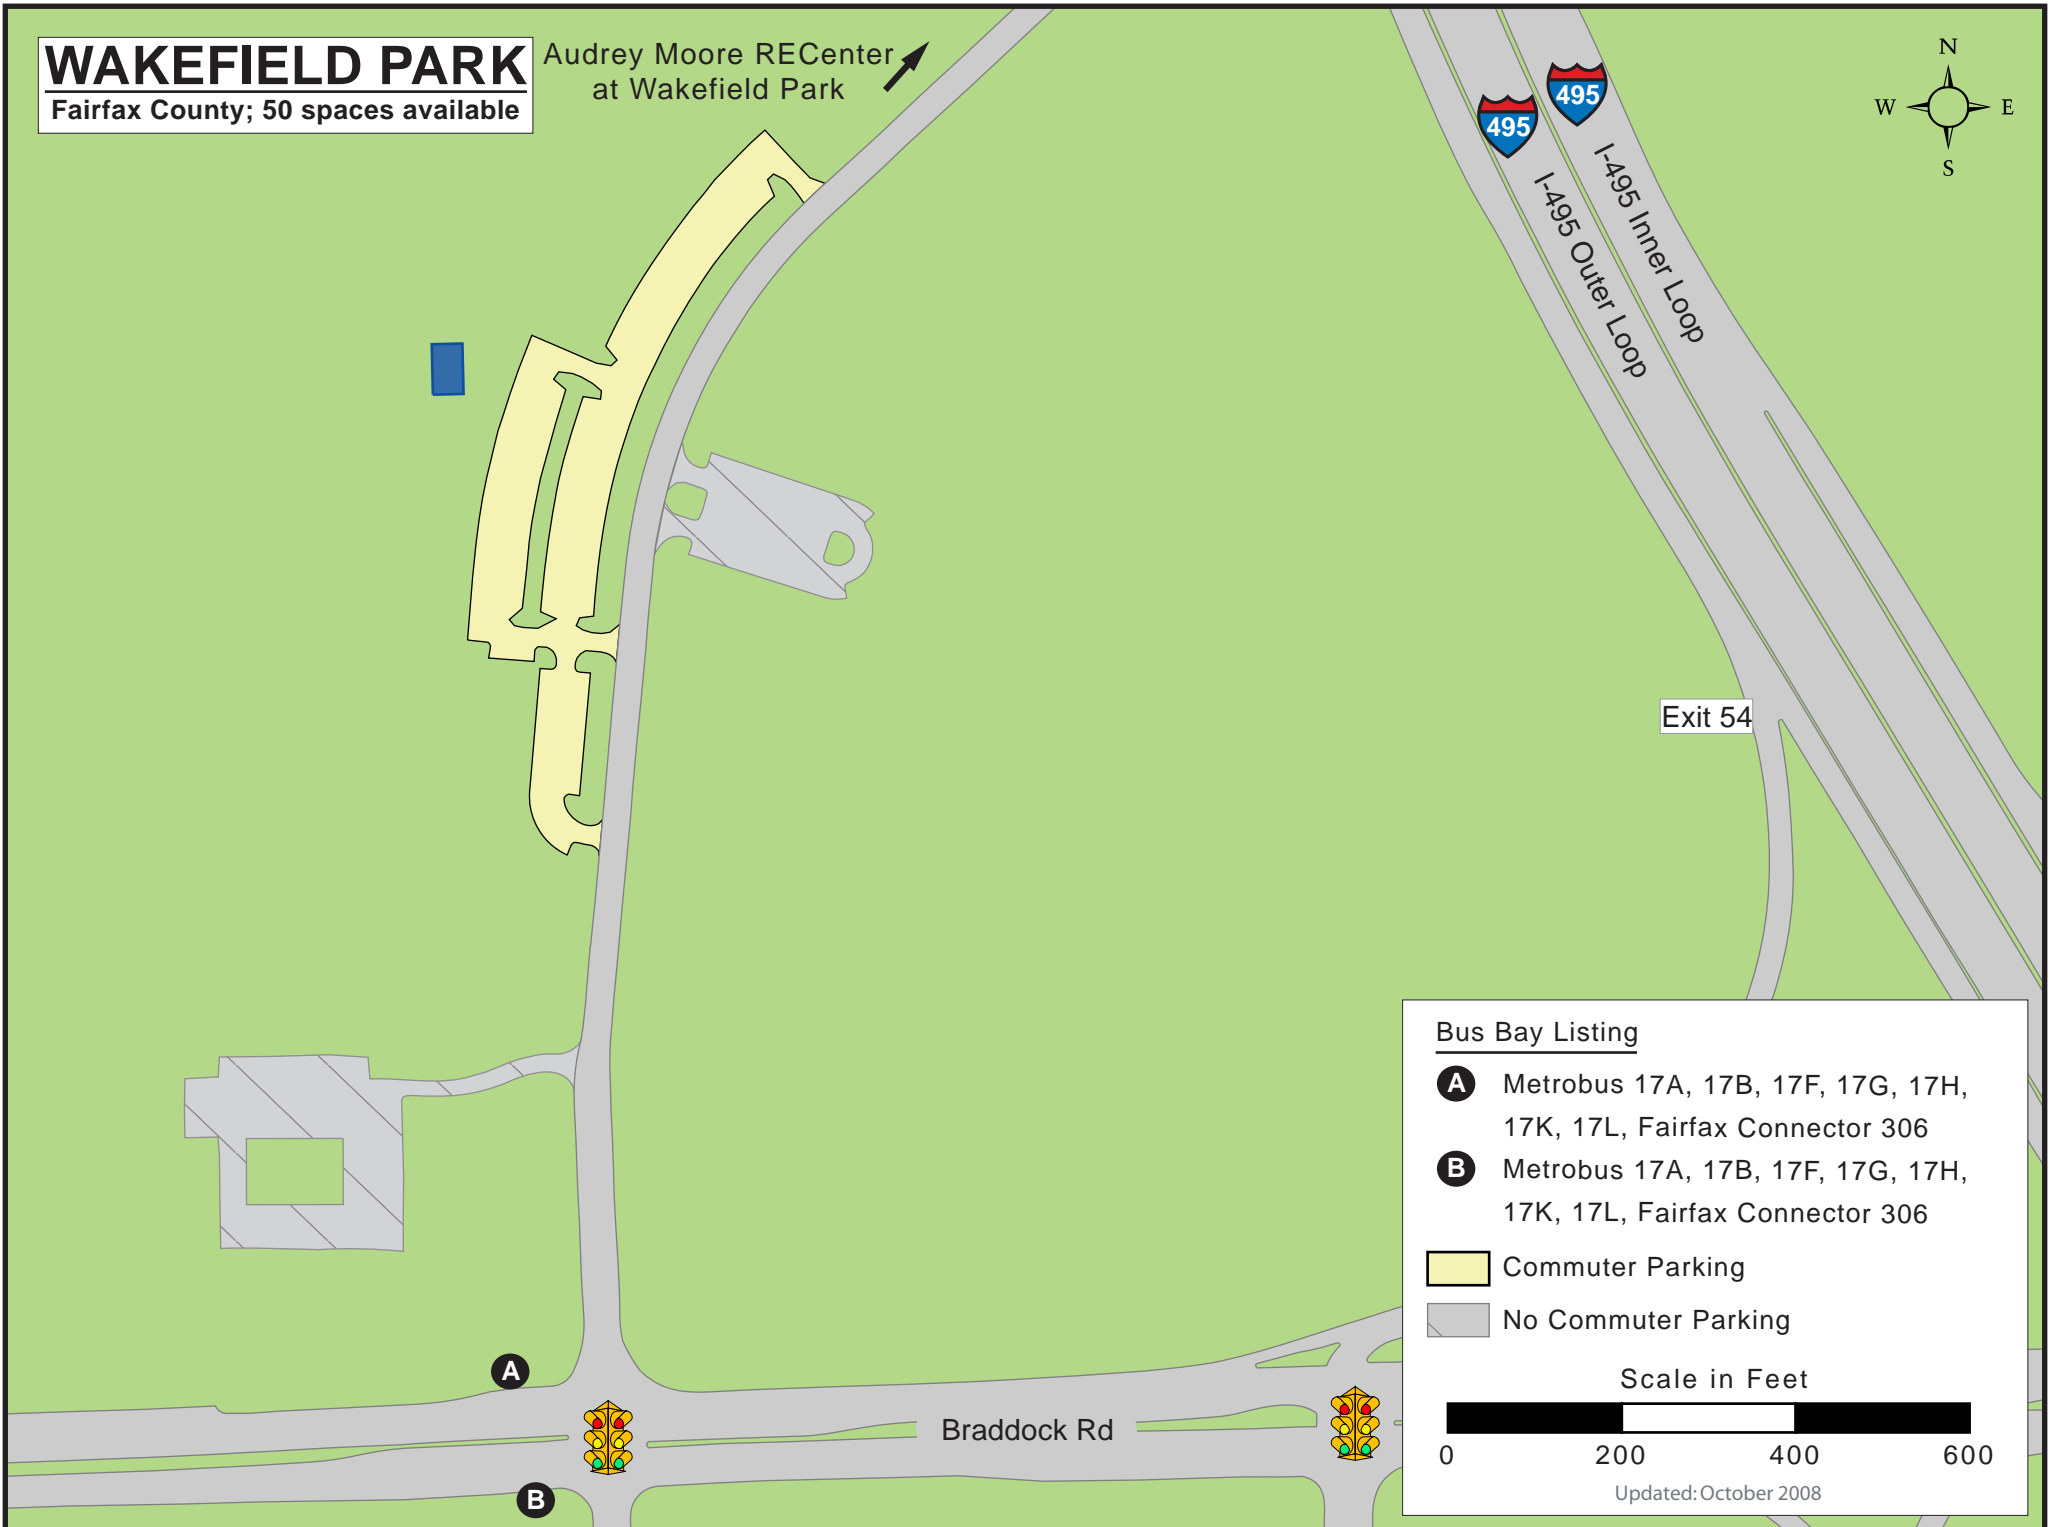 WAKEFIELD PARK
Fairfax County; 50 spaces available
Audrey Moore RECenter
at Wakefield Park
N
W E
S
495
495
I-495 Inner Loop
I-495 Outer Loop
Exit 54
Bus Bay Listing
A Metrobus 17A, 17B, 17F, 17G, 17H,
17K, 17L, Fairfax Connector 306
B Metrobus 17A, 17B, 17F, 17G, 17H,
17K, 17L, Fairfax Connector 306
Commuter Parking
No Commuter Parking
Scale in Feet
0 200 400 600
Updated: October 2008
A
Braddock Rd
B